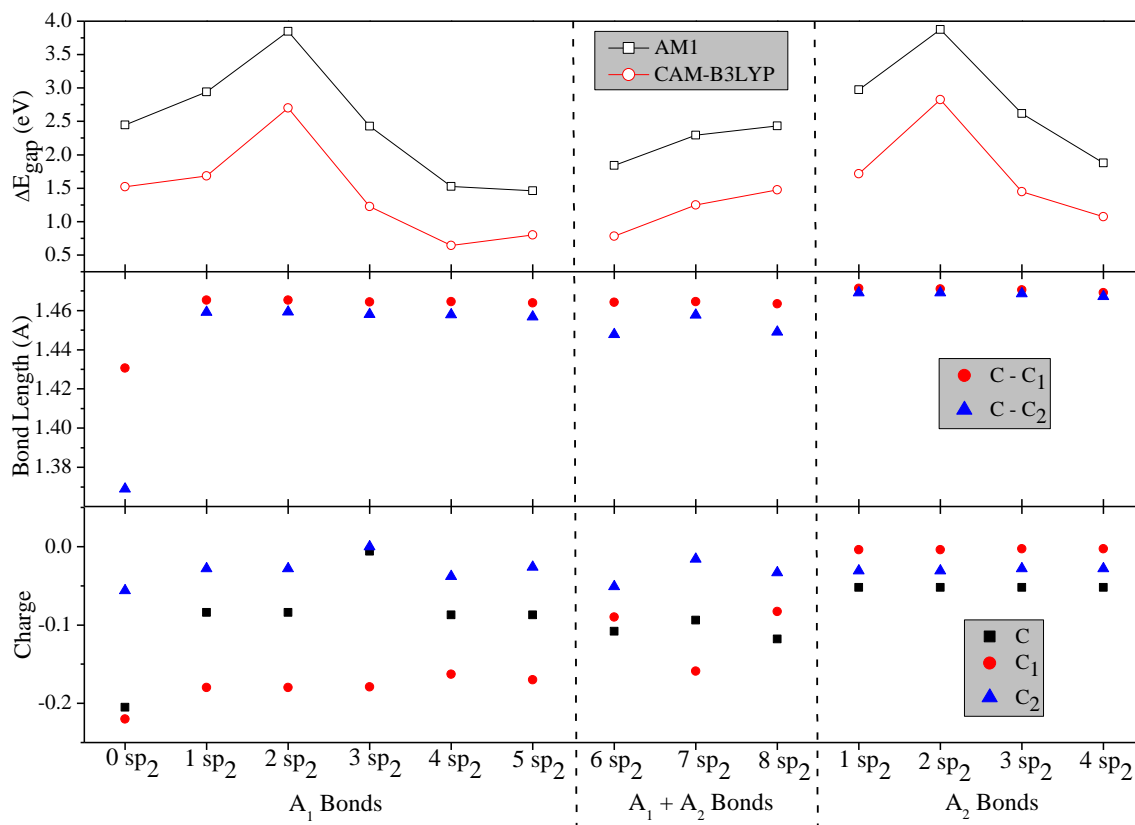 4.0
3.5
3.0
2.5
2.0
1.5
1.0
0.5
ΔE_gap (eV)
AM1
CAM-B3LYP
1.46
1.44
1.42
1.40
1.38
Bond Length (A)
C - C₁
C - C₂
0.0
-0.1
-0.2
Charge
C
C₁
C₂
0 sp₂ 1 sp₂ 2 sp₂ 3 sp₂ 4 sp₂ 5 sp₂ 6 sp₂ 7 sp₂ 8 sp₂ 1 sp₂ 2 sp₂ 3 sp₂ 4 sp₂
A₁ Bonds A₁ + A₂ Bonds A₂ Bonds